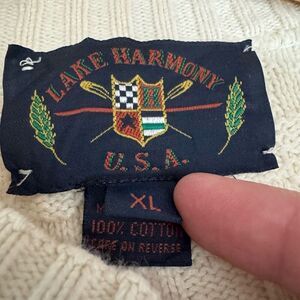 LAKE HARMONY
U.S.A.
XL
100% COTTON
CARE ON REVERSE